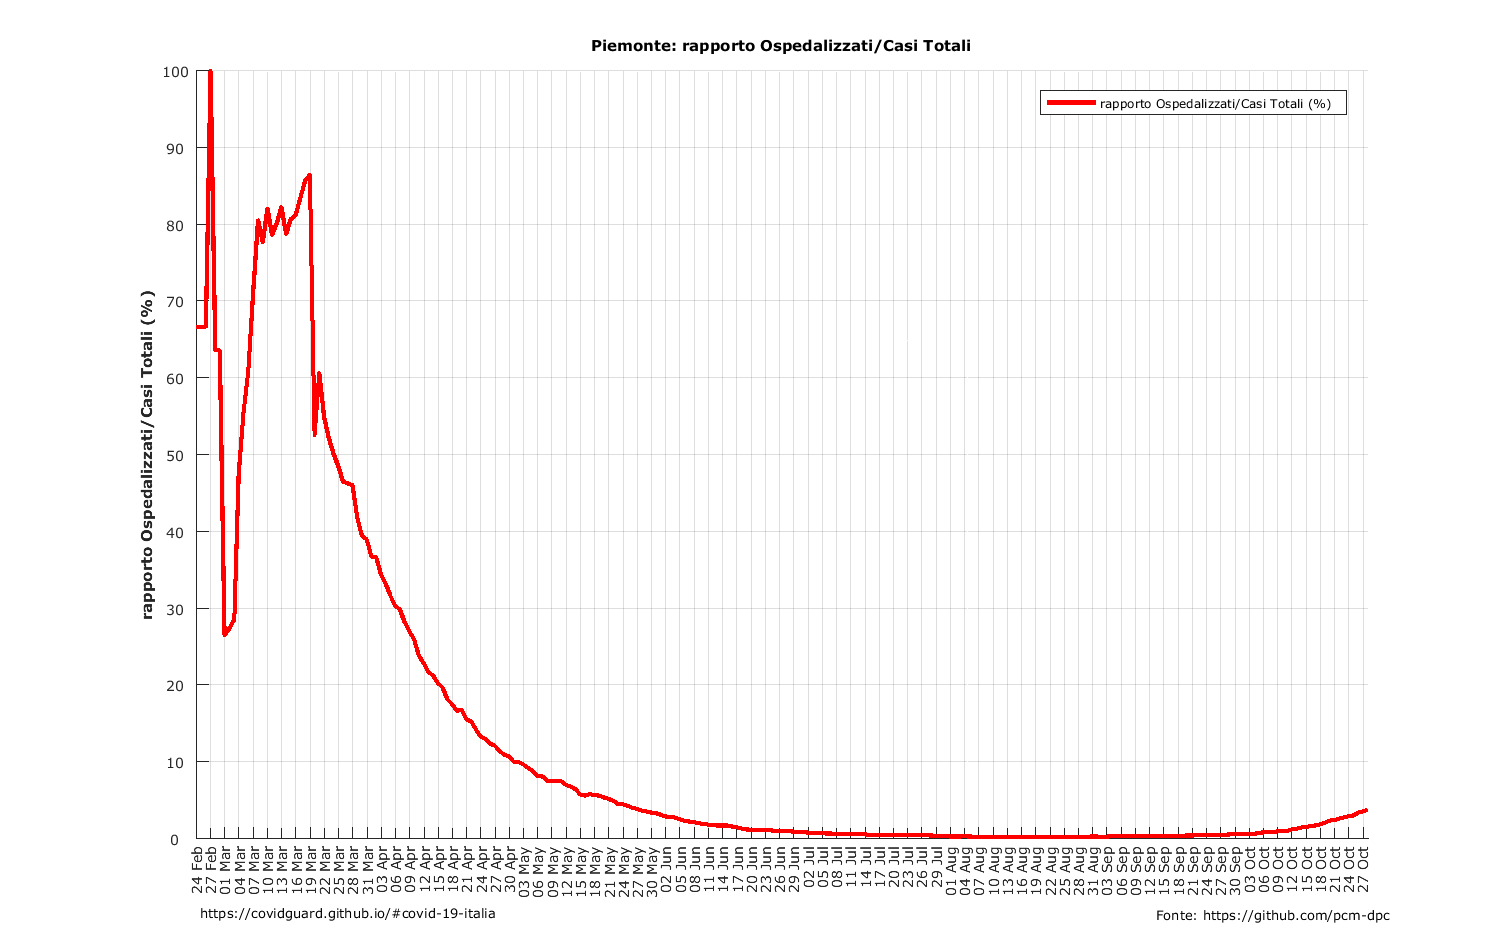 Piemonte: rapporto Ospedalizzati/Casi Totali
rapporto Ospedalizzati/Casi Totali (%)
rapporto Ospedalizzati/Casi Totali (%)
100
90
80
70
60
50
40
30
20
10
0
24 Feb
27 Feb
01 Mar
04 Mar
07 Mar
10 Mar
13 Mar
16 Mar
19 Mar
22 Mar
25 Mar
28 Mar
31 Mar
03 Apr
06 Apr
09 Apr
12 Apr
15 Apr
18 Apr
21 Apr
24 Apr
27 Apr
30 Apr
03 May
06 May
09 May
12 May
15 May
18 May
21 May
24 May
27 May
30 May
02 Jun
05 Jun
08 Jun
11 Jun
14 Jun
17 Jun
20 Jun
23 Jun
26 Jun
29 Jun
02 Jul
05 Jul
08 Jul
11 Jul
14 Jul
17 Jul
20 Jul
23 Jul
26 Jul
29 Jul
01 Aug
04 Aug
07 Aug
10 Aug
13 Aug
16 Aug
19 Aug
22 Aug
25 Aug
28 Aug
31 Aug
03 Sep
06 Sep
09 Sep
12 Sep
15 Sep
18 Sep
21 Sep
24 Sep
27 Sep
30 Sep
03 Oct
06 Oct
09 Oct
12 Oct
15 Oct
18 Oct
21 Oct
24 Oct
27 Oct
https://covidguard.github.io/#covid-19-italia
Fonte: https://github.com/pcm-dpc